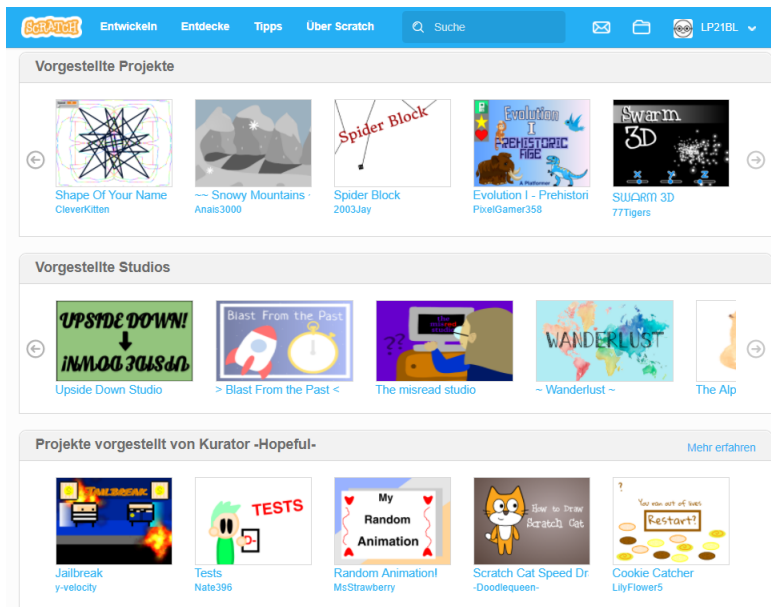 SCRATCH Entwickeln Entdecke Tipps Über Scratch Suche LP21BL
Vorgestellte Projekte
Evolution
I
PREHISTORIC
AGE
A Platformer
Spider Block
Swarm
3D
X Y Z
Shape Of Your Name
CleverKitten
~~ Snowy Mountains ·
Anais3000
Spider Block
2003Jay
Evolution I - Prehistori
PixelGamer358
SWARM 3D
77Tigers
Vorgestellte Studios
UPSIDE DOWN!
UPSIDE DOWN!
Blast From the Past
the
misread
studio
??
WANDERLUST
Upside Down Studio
> Blast From the Past <
The misread studio
~ Wanderlust ~
The Alp
Projekte vorgestellt von Kurator -Hopeful-
Mehr erfahren
JAILBREAK
TESTS
D-
My
Random
Animation
How to Draw
Scratch Cat
?
You ran out of lives
Restart?
Jailbreak
y-velocity
Tests
Nate396
Random Animation!
MsStrawberry
Scratch Cat Speed Dr
-Doodlequeen-
Cookie Catcher
LilyFlower5